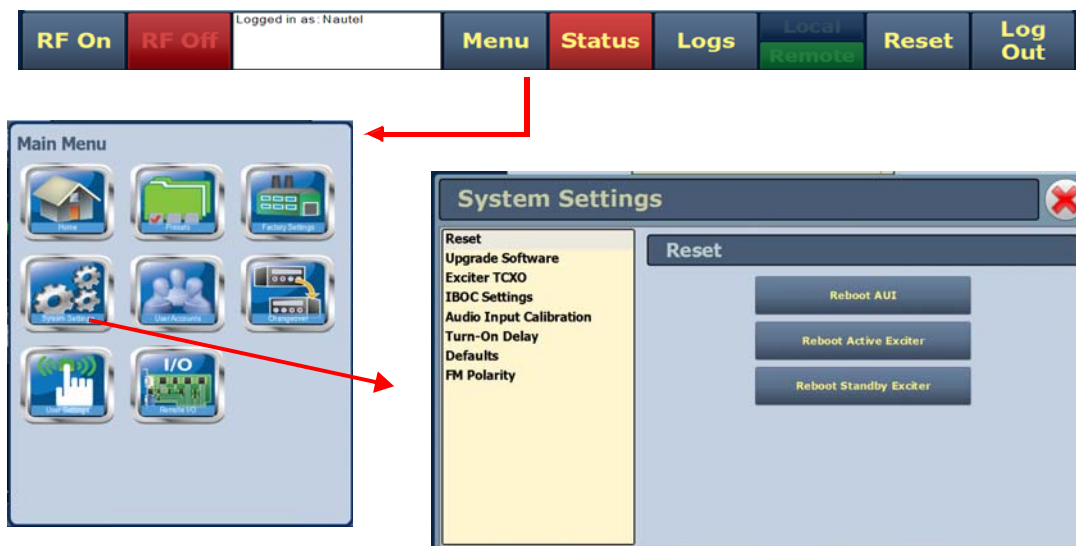 Logged in as: Nautel
RF On
RF Off
Menu
Status
Logs
Local
Remote
Reset
Log
Out
Main Menu
Home
Presets
Factory Settings
System Settings
User Accounts
Changeover
User Settings
I/O
Remote I/O
System Settings
Reset
Upgrade Software
Exciter TCXO
IBOC Settings
Audio Input Calibration
Turn-On Delay
Defaults
FM Polarity
Reset
Reboot AUI
Reboot Active Exciter
Reboot Standby Exciter